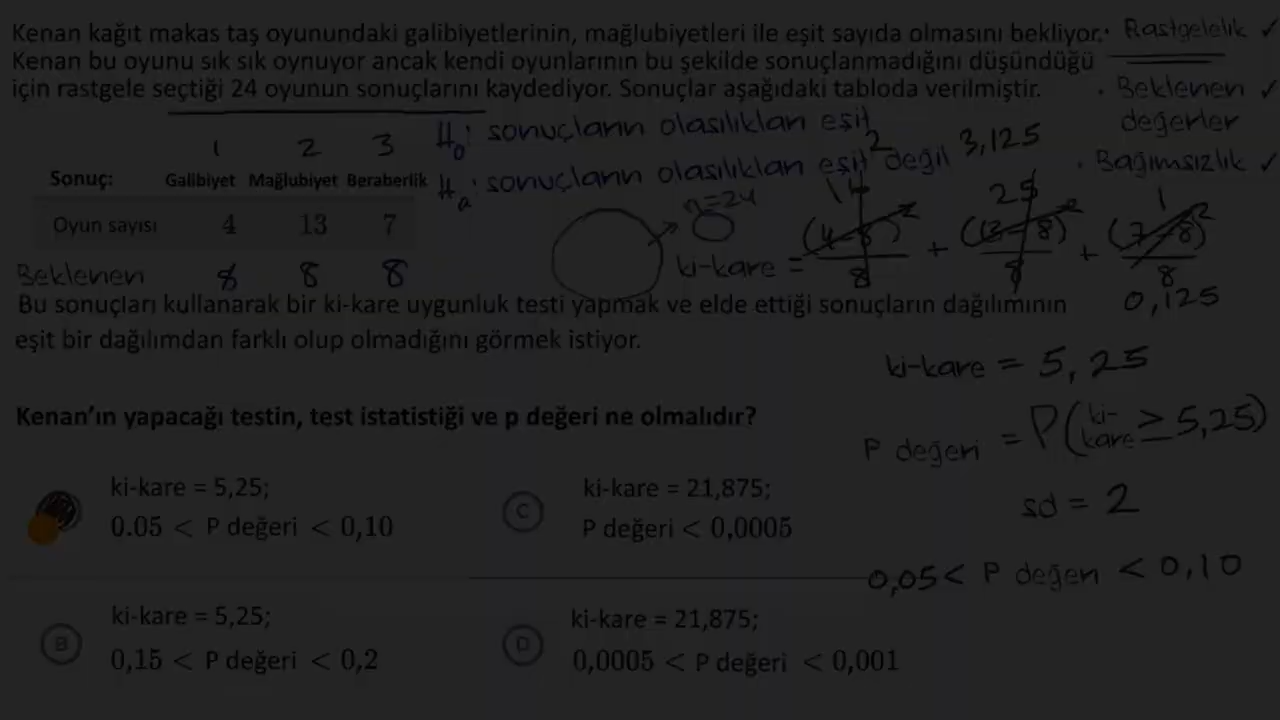 Kenan kağıt makas taş oyunundaki galibiyetlerinin, mağlubiyetleri ile eşit sayıda olmasını bekliyor.
Kenan bu oyunu sık sık oynuyor ancak kendi oyunlarının bu şekilde sonuçlanmadığını düşündüğü
için rastgele seçtiği 24 oyunun sonuçlarını kaydediyor. Sonuçlar aşağıdaki tabloda verilmiştir.
· Rastgelelik ✓
· Beklenen ✓
değerler
· Bağımsızlık ✓
H₀: sonuçların olasılıkları eşit
Hₐ: sonuçların olasılıkları eşit değil
1 2 3
Sonuç: Galibiyet Mağlubiyet Beraberlik
Oyun sayısı 4 13 7
Beklenen 8 8 8
n=24
2 3,125
25 1
ki-kare = (4-8)²/8 + (13-8)²/8 + (7-8)²/8
0,125
Bu sonuçları kullanarak bir ki-kare uygunluk testi yapmak ve elde ettiği sonuçların dağılımının
eşit bir dağılımdan farklı olup olmadığını görmek istiyor.
ki-kare = 5,25
Kenan'ın yapacağı testin, test istatistiği ve p değeri ne olmalıdır?
P değeri = P(ki-kare ≥ 5,25)
sd = 2
0,05 < P değeri < 0,10
ki-kare = 5,25;
0.05 < P değeri < 0,10
C ki-kare = 21,875;
P değeri < 0,0005
B ki-kare = 5,25;
0,15 < P değeri < 0,2
D ki-kare = 21,875;
0,0005 < P değeri < 0,001